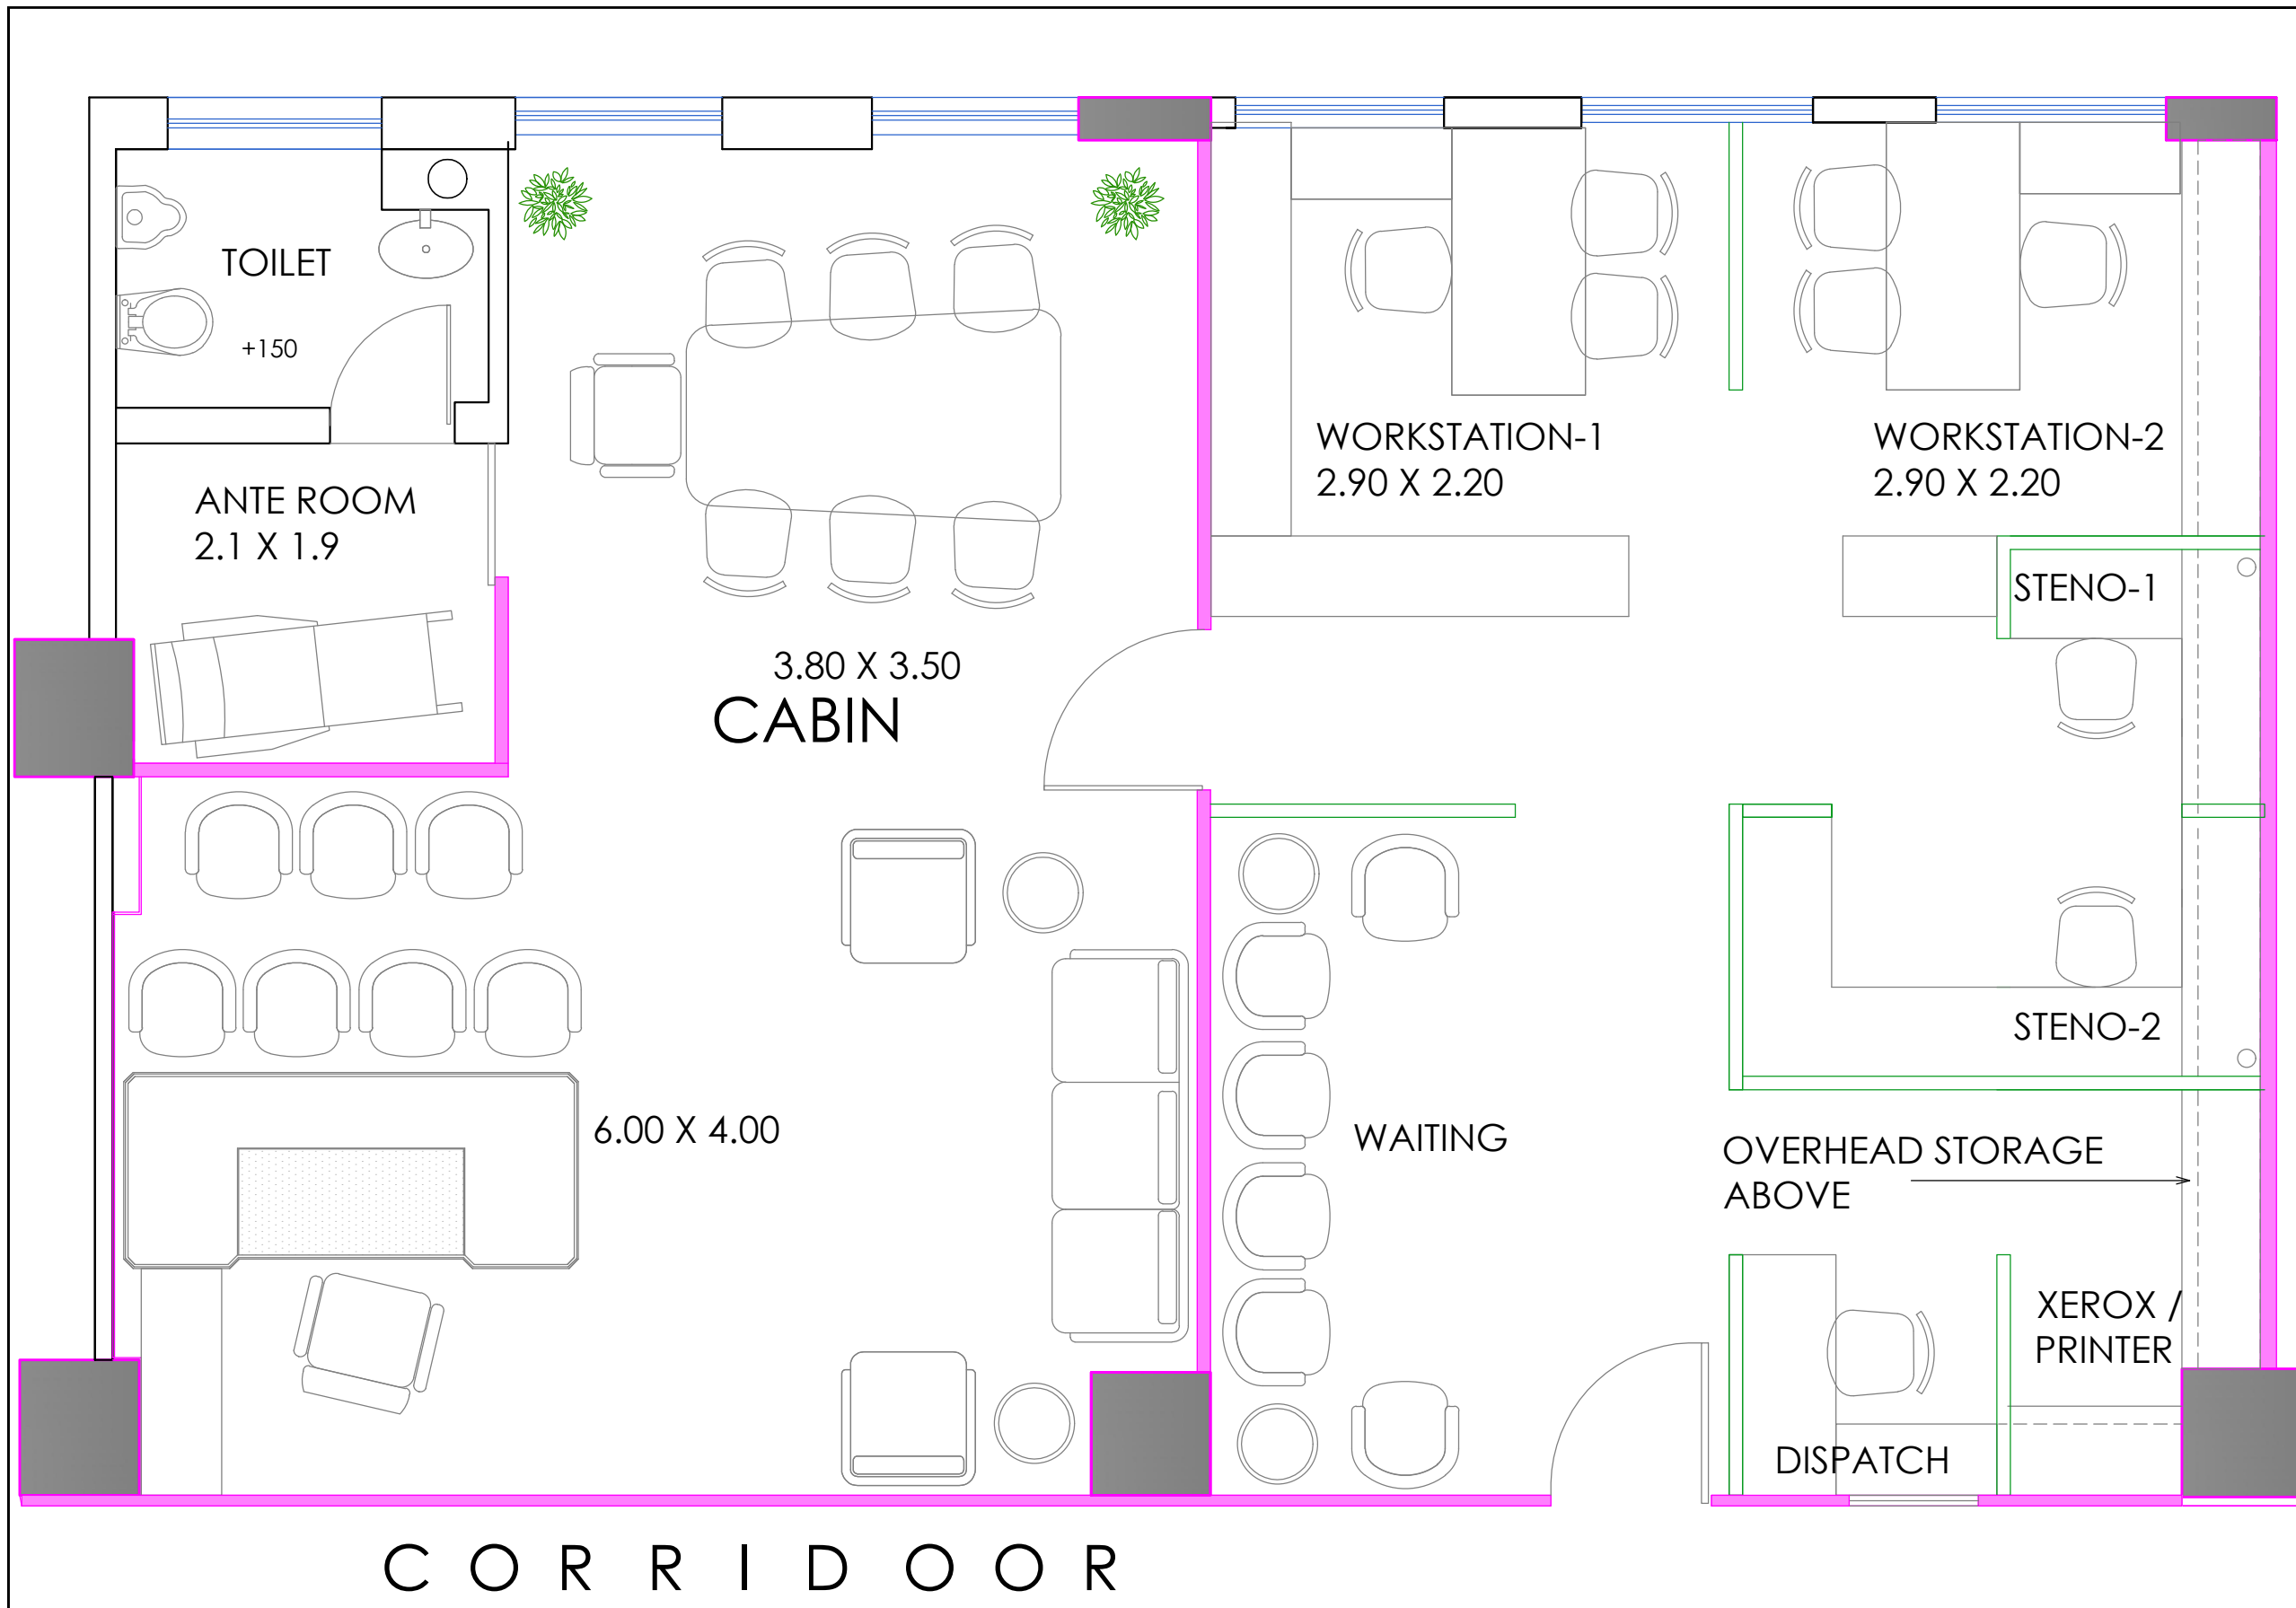 TOILET
+150
ANTE ROOM
2.1 X 1.9
3.80 X 3.50
CABIN
6.00 X 4.00
WORKSTATION-1
2.90 X 2.20
WORKSTATION-2
2.90 X 2.20
STENO-1
STENO-2
WAITING
OVERHEAD STORAGE
ABOVE
XEROX /
PRINTER
DISPATCH
CORRIDOOR